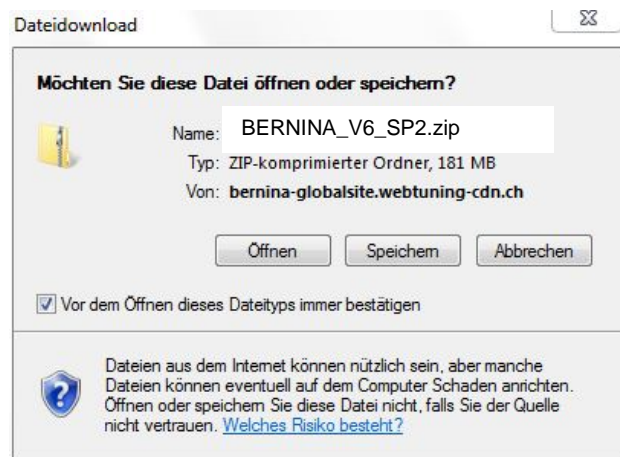 Dateidownload
Möchten Sie diese Datei öffnen oder speichern?
Name: BERNINA_V6_SP2.zip
Typ: ZIP-komprimierter Ordner, 181 MB
Von: bernina-globalsite.webtuning-cdn.ch
Öffnen Speichern Abbrechen
Vor dem Öffnen dieses Dateityps immer bestätigen
Dateien aus dem Internet können nützlich sein, aber manche
Dateien können eventuell auf dem Computer Schaden anrichten.
Öffnen oder speichern Sie diese Datei nicht, falls Sie der Quelle
nicht vertrauen. Welches Risiko besteht?